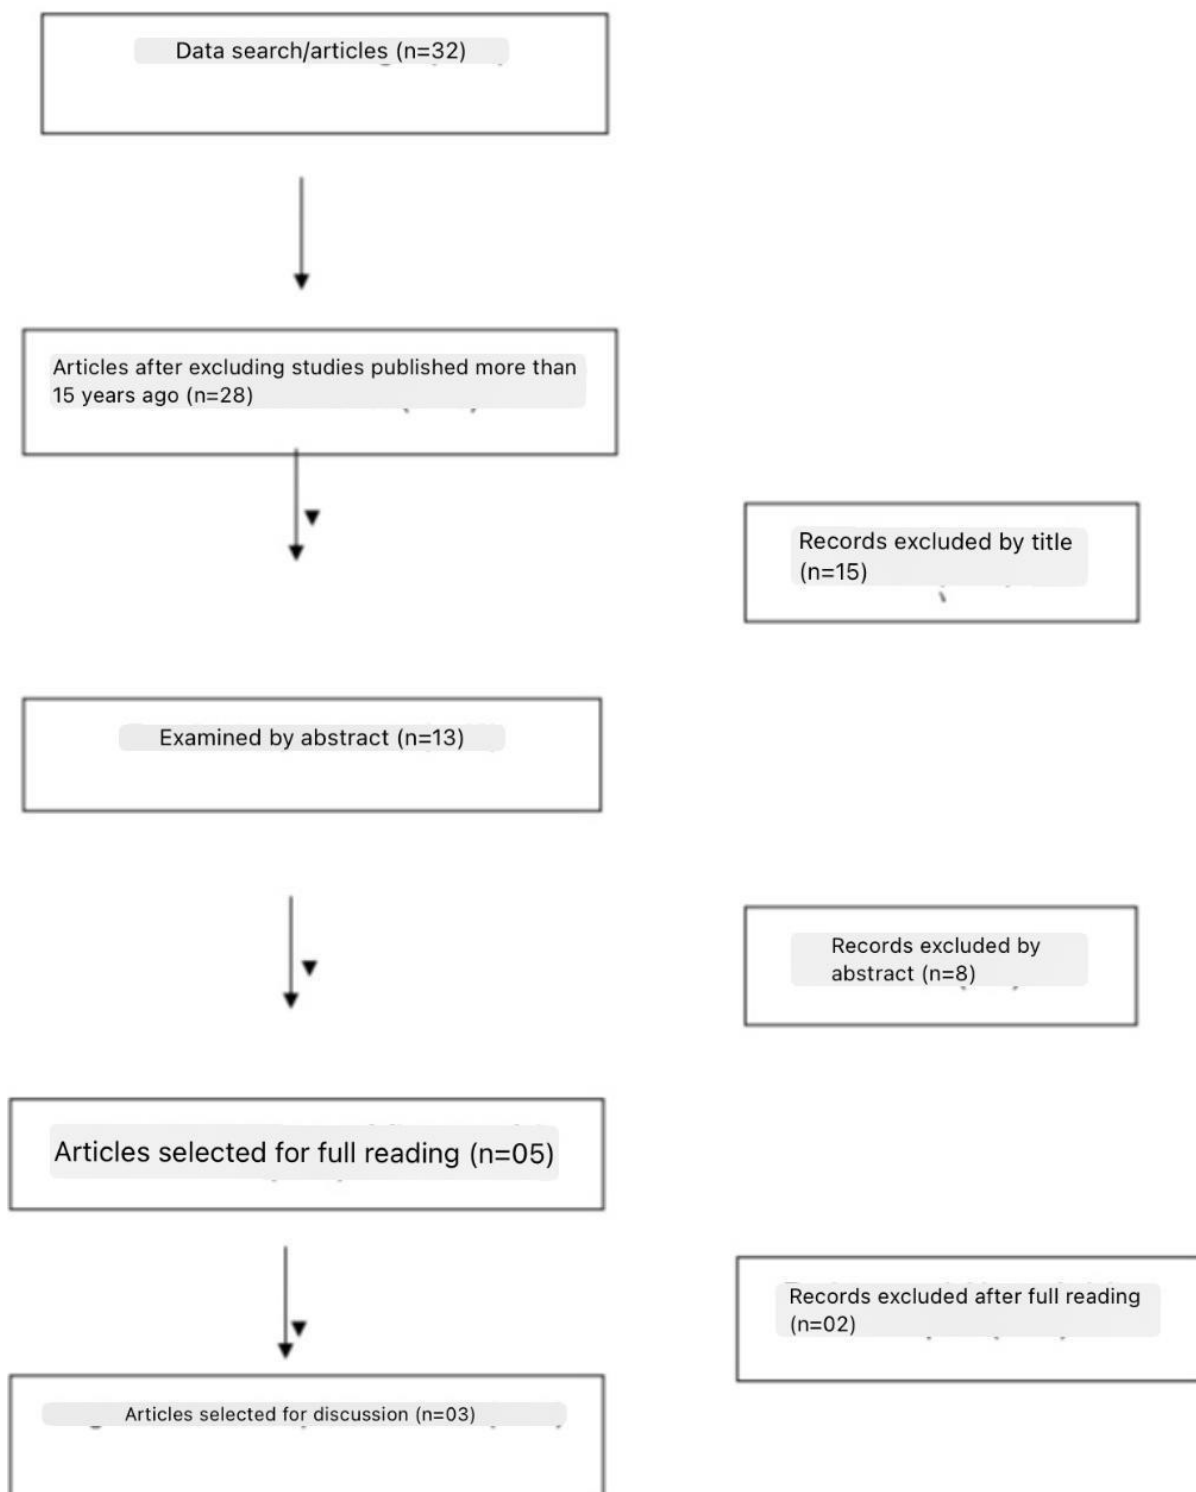 Data search/articles (n=32)
Articles after excluding studies published more than
15 years ago (n=28)
Records excluded by title
(n=15)
Examined by abstract (n=13)
Records excluded by
abstract (n=8)
Articles selected for full reading (n=05)
Records excluded after full reading
(n=02)
Articles selected for discussion (n=03)